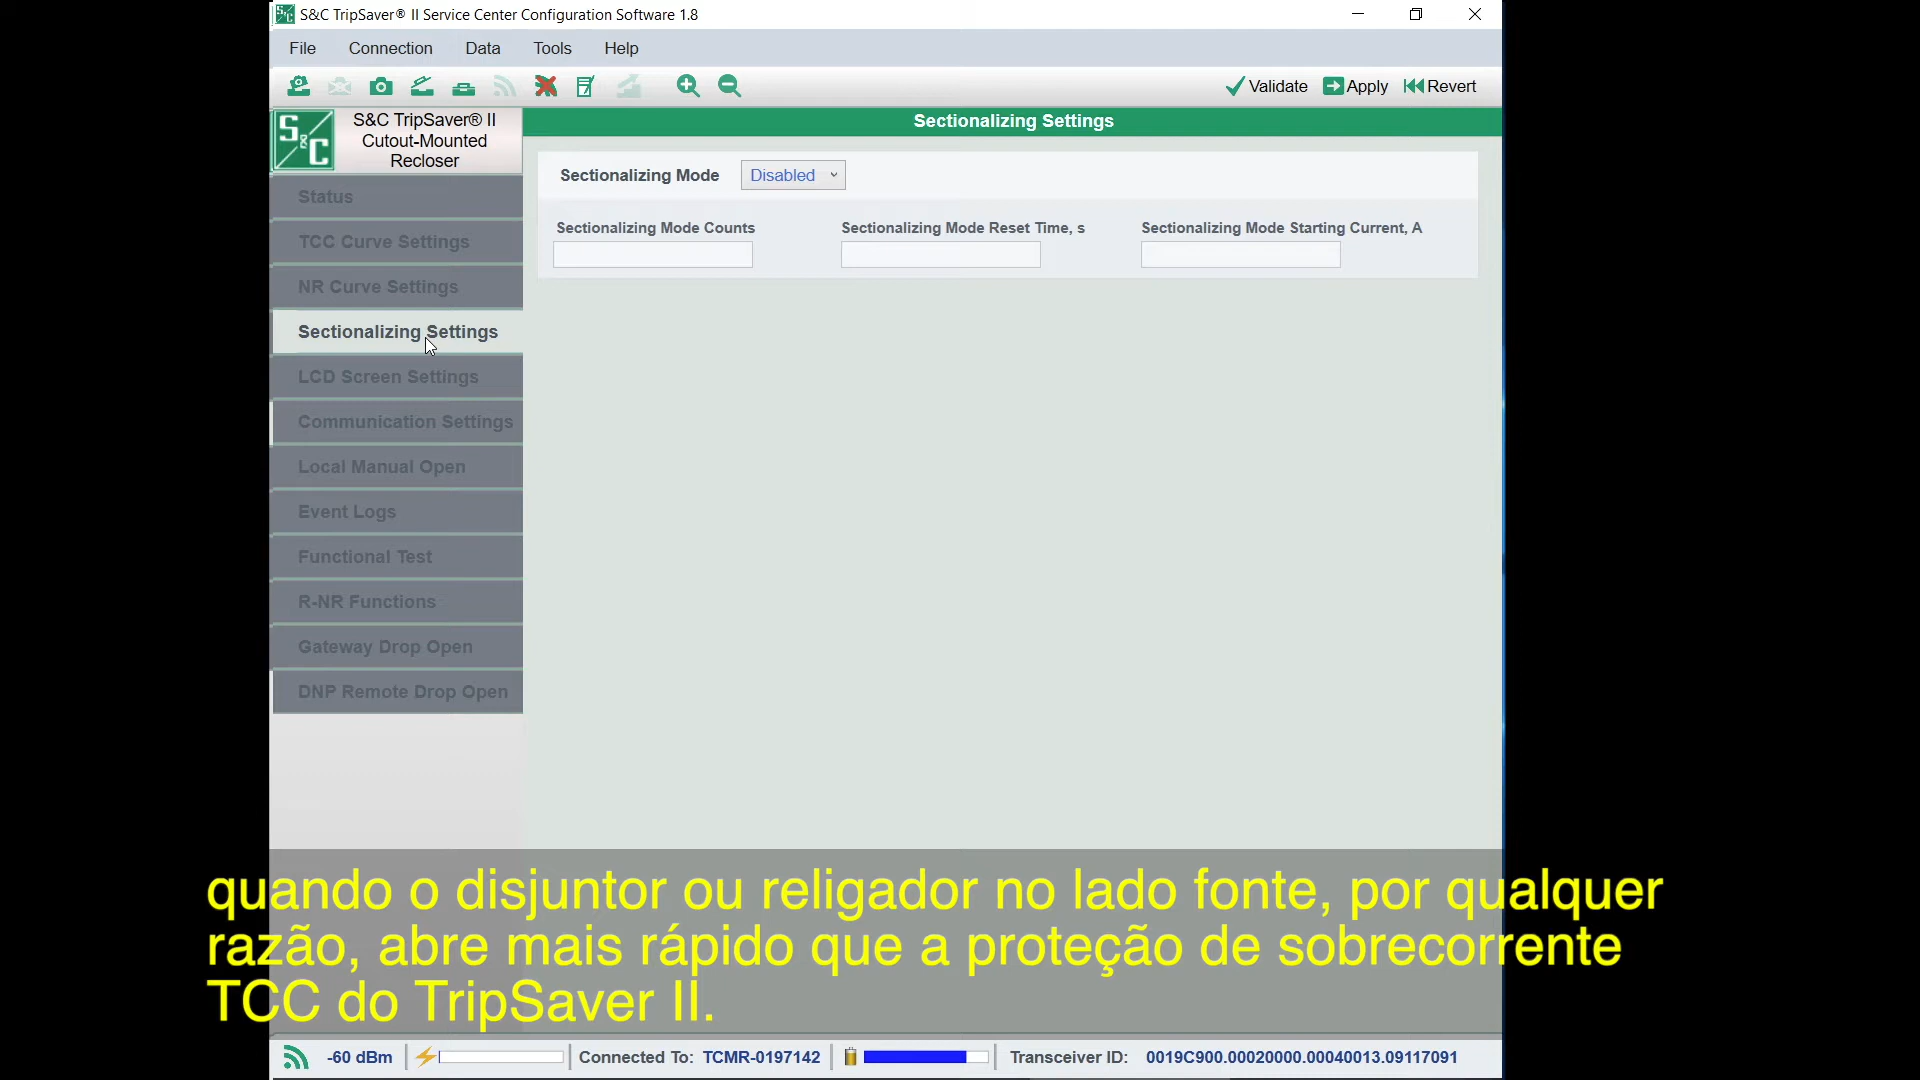 S&C TripSaver® II Service Center Configuration Software 1.8
File Connection Data Tools Help
Validate Apply Revert
S&C
S&C TripSaver® II
Cutout-Mounted
Recloser
Sectionalizing Settings
Status
TCC Curve Settings
NR Curve Settings
Sectionalizing Settings
LCD Screen Settings
Communication Settings
Local Manual Open
Event Logs
Functional Test
R-NR Functions
Gateway Drop Open
DNP Remote Drop Open
Sectionalizing Mode Disabled
Sectionalizing Mode Counts Sectionalizing Mode Reset Time, s Sectionalizing Mode Starting Current, A
quando o disjuntor ou religador no lado fonte, por qualquer
razão, abre mais rápido que a proteção de sobrecorrente
TCC do TripSaver II.
-60 dBm Connected To: TCMR-0197142 Transceiver ID: 0019C900.00020000.00040013.09117091